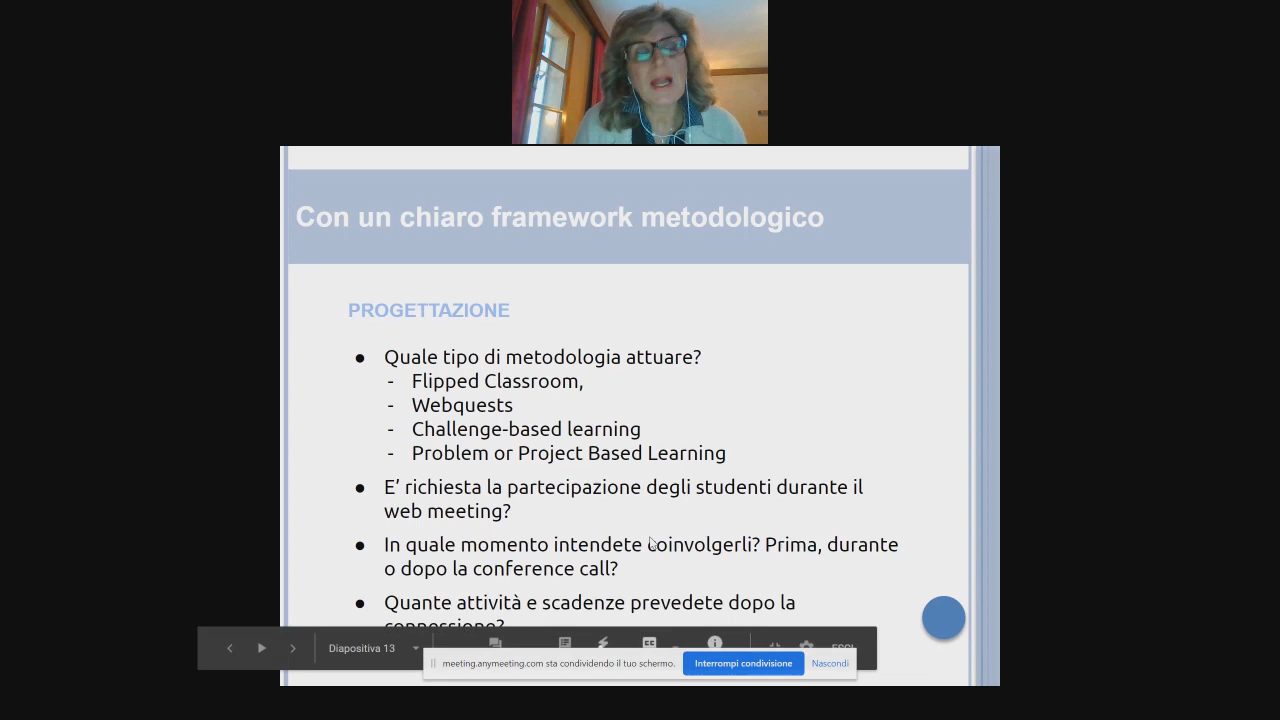 Con un chiaro framework metodologico
PROGETTAZIONE
● Quale tipo di metodologia attuare?
- Flipped Classroom,
- Webquests
- Challenge-based learning
- Problem or Project Based Learning
● E’ richiesta la partecipazione degli studenti durante il
web meeting?
● In quale momento intendete coinvolgerli? Prima, durante
o dopo la conference call?
● Quante attività e scadenze prevedete dopo la
connessione?
Diapositiva 13
ESCI
meeting.anymeeting.com sta condividendo il tuo schermo.
Interrompi condivisione
Nascondi